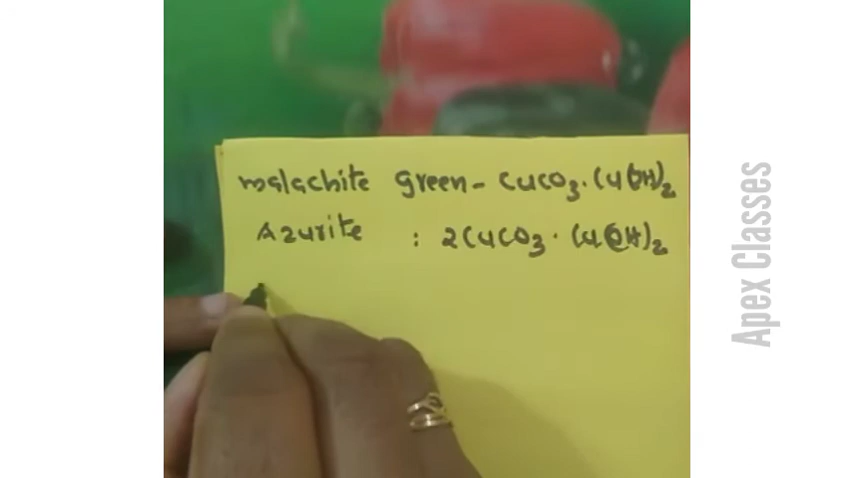 malachite green - CuCO3.Cu(OH)2
Azurite : 2CuCO3.Cu(OH)2
Apex Classes